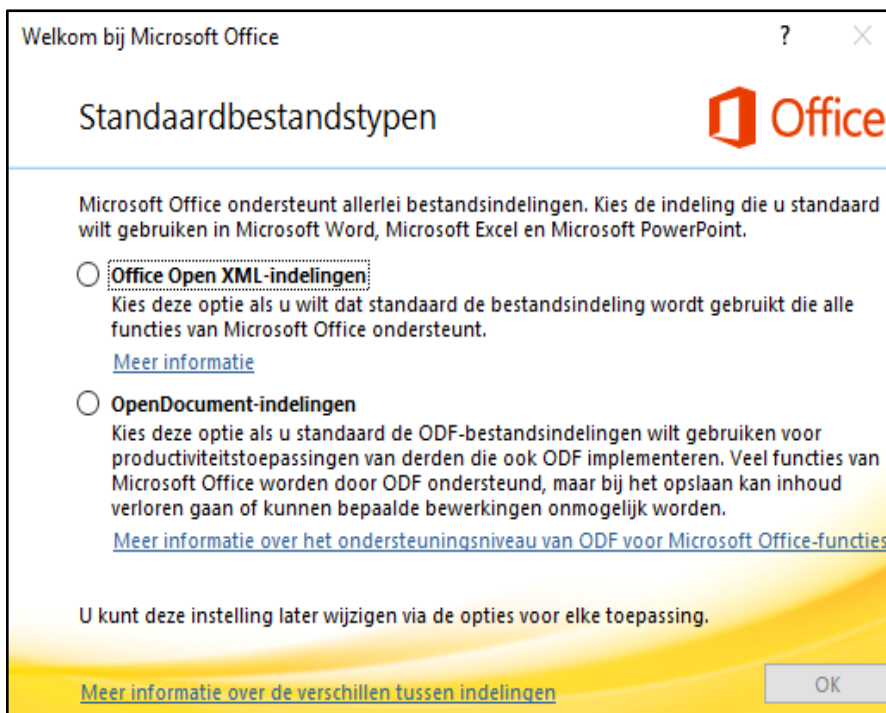 Welkom bij Microsoft Office
?
Standaardbestandstypen
Office
Microsoft Office ondersteunt allerlei bestandsindelingen. Kies de indeling die u standaard
wilt gebruiken in Microsoft Word, Microsoft Excel en Microsoft PowerPoint.
Office Open XML-indelingen
Kies deze optie als u wilt dat standaard de bestandsindeling wordt gebruikt die alle
functies van Microsoft Office ondersteunt.
Meer informatie
OpenDocument-indelingen
Kies deze optie als u standaard de ODF-bestandsindelingen wilt gebruiken voor
productiviteitstoepassingen van derden die ook ODF implementeren. Veel functies van
Microsoft Office worden door ODF ondersteund, maar bij het opslaan kan inhoud
verloren gaan of kunnen bepaalde bewerkingen onmogelijk worden.
Meer informatie over het ondersteuningsniveau van ODF voor Microsoft Office-functies
U kunt deze instelling later wijzigen via de opties voor elke toepassing.
Meer informatie over de verschillen tussen indelingen
OK